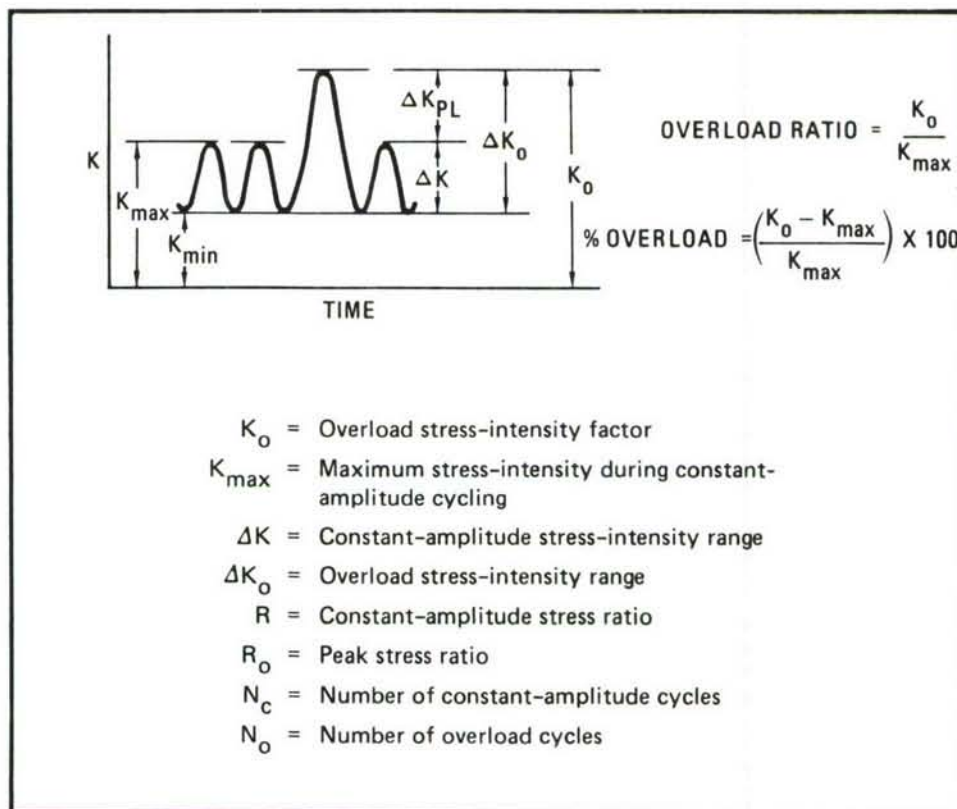 K
K_max
K_min
ΔK_PL
ΔK
ΔK_o
K_o
TIME
OVERLOAD RATIO = K_o / K_max
% OVERLOAD = ( (K_o − K_max) / K_max ) X 100
K_o = Overload stress-intensity factor
K_max = Maximum stress-intensity during constant-
amplitude cycling
ΔK = Constant-amplitude stress-intensity range
ΔK_o = Overload stress-intensity range
R = Constant-amplitude stress ratio
R_o = Peak stress ratio
N_c = Number of constant-amplitude cycles
N_o = Number of overload cycles